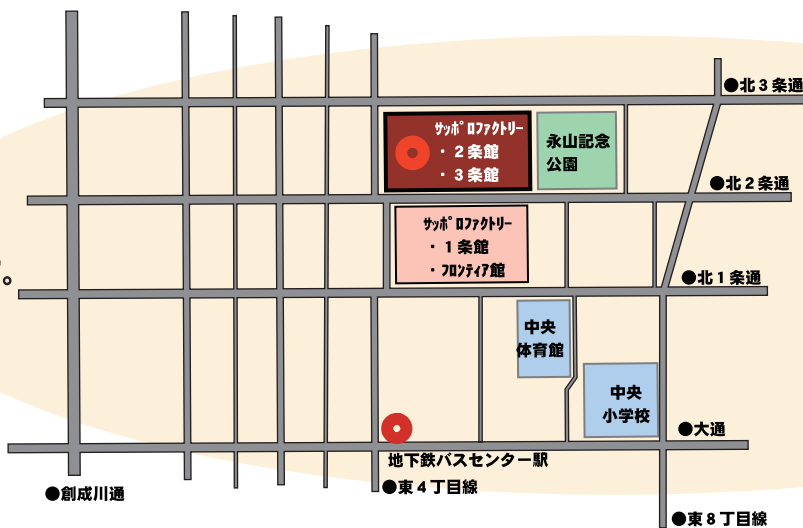 ●北3条通
ｻｯﾎﾟﾛﾌｧｸﾄﾘｰ
・2条館
・3条館
永山記念
公園
●北2条通
ｻｯﾎﾟﾛﾌｧｸﾄﾘｰ
・1条館
・ﾌﾛﾝﾃｨｱ館
。
●北1条通
中央
体育館
中央
小学校
●大通
地下鉄バスセンター駅
●東4丁目線
●創成川通
●東8丁目線